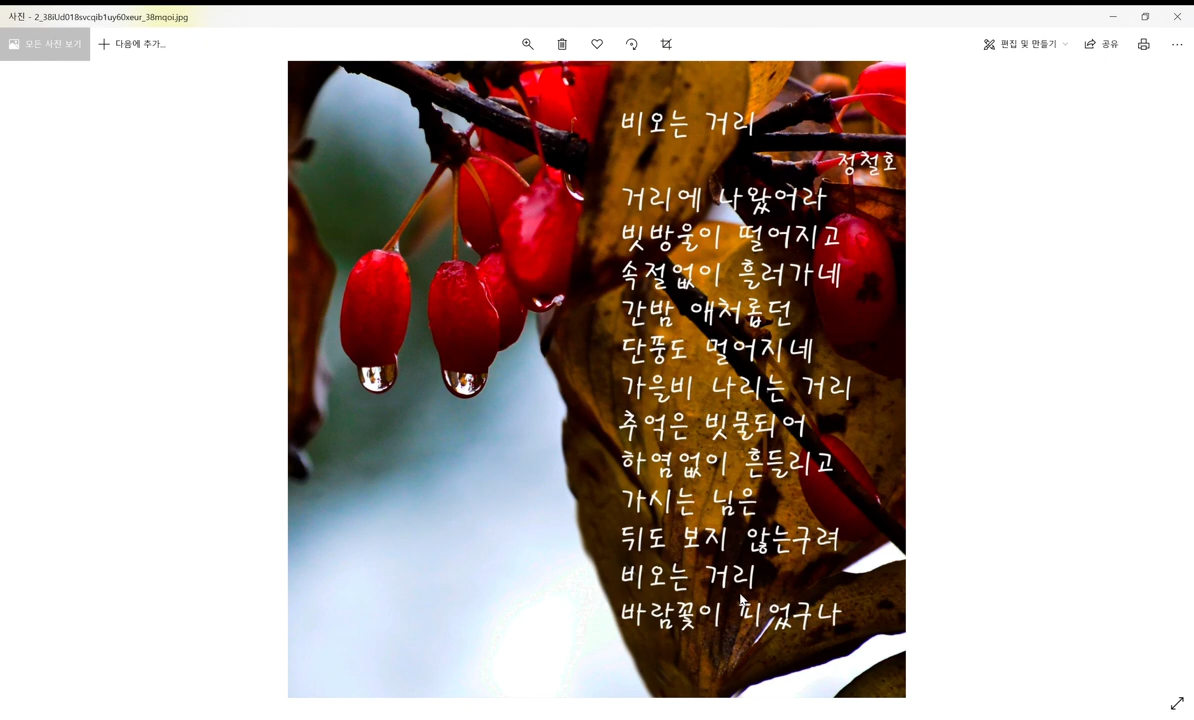 사진 - 2_38iUd018svcqib1uy60xeur_38mqoi.jpg
모든 사진 보기
다음에 추가...
편집 및 만들기
공유
비오는 거리
정철호
거리에 나왔어라
빗방울이 떨어지고
속절없이 흘러가네
간밤 애처롭던
단풍도 멀어지네
가을비 나리는 거리
추억은 빗물되어
하염없이 흔들리고
가시는 님은
뒤도 보지 않는구려
비오는 거리
바람꽃이 피었구나